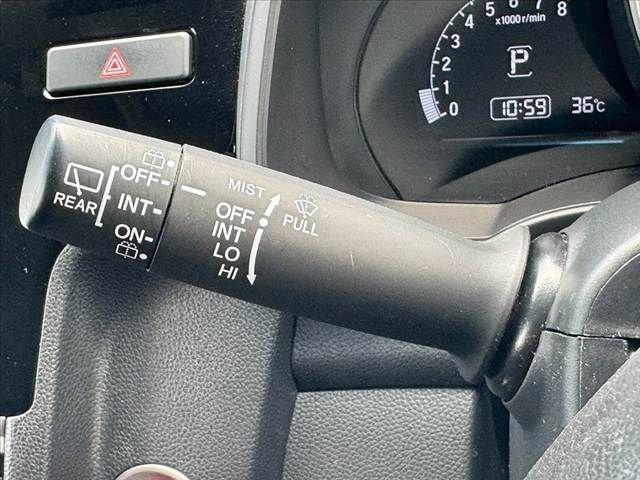 5 6 7 8
x1000r/min
4
3
2
1
0
P
10:59
36℃
REAR
OFF
INT
ON
MIST
OFF
INT
LO
HI
PULL